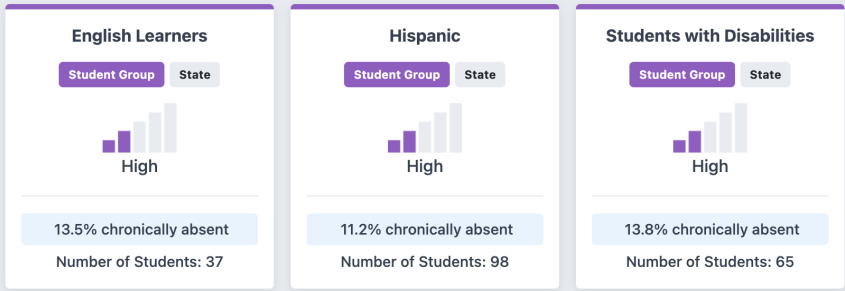 English Learners
Student Group State
High
13.5% chronically absent
Number of Students: 37
Hispanic
Student Group State
High
11.2% chronically absent
Number of Students: 98
Students with Disabilities
Student Group State
High
13.8% chronically absent
Number of Students: 65